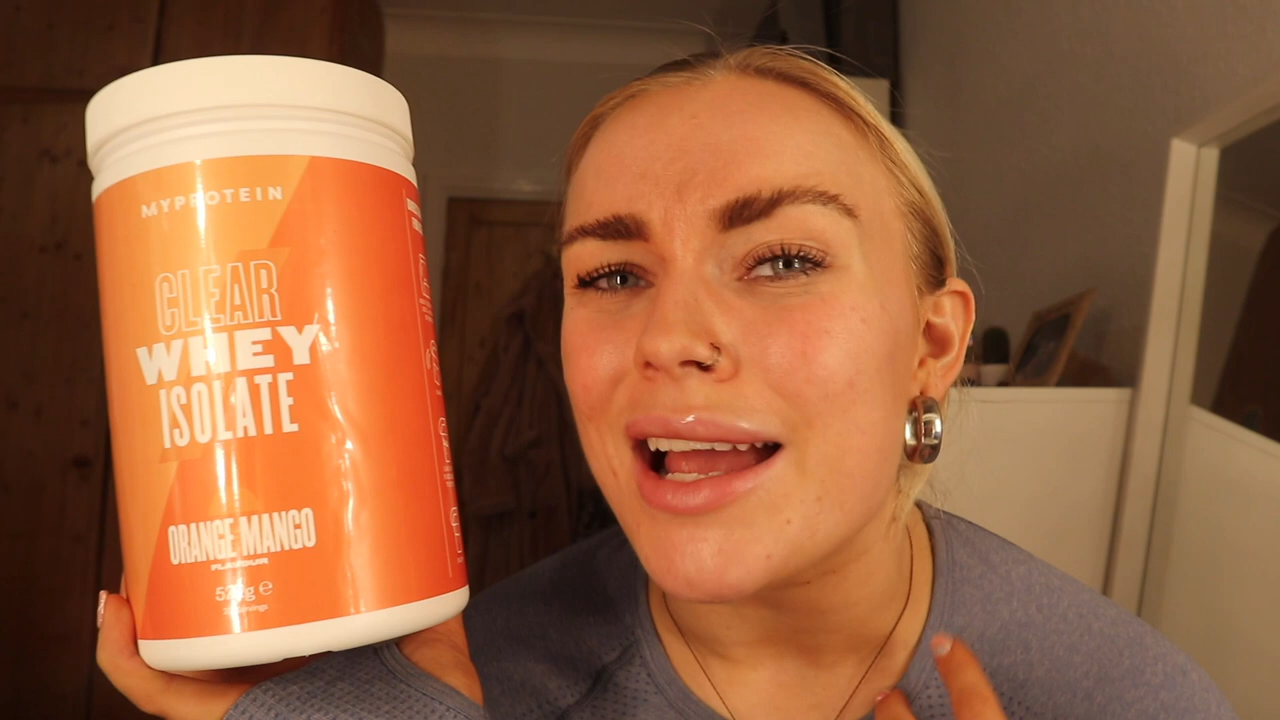 MYPROTEIN
CLEAR
WHEY
ISOLATE
ORANGE MANGO
FLAVOUR